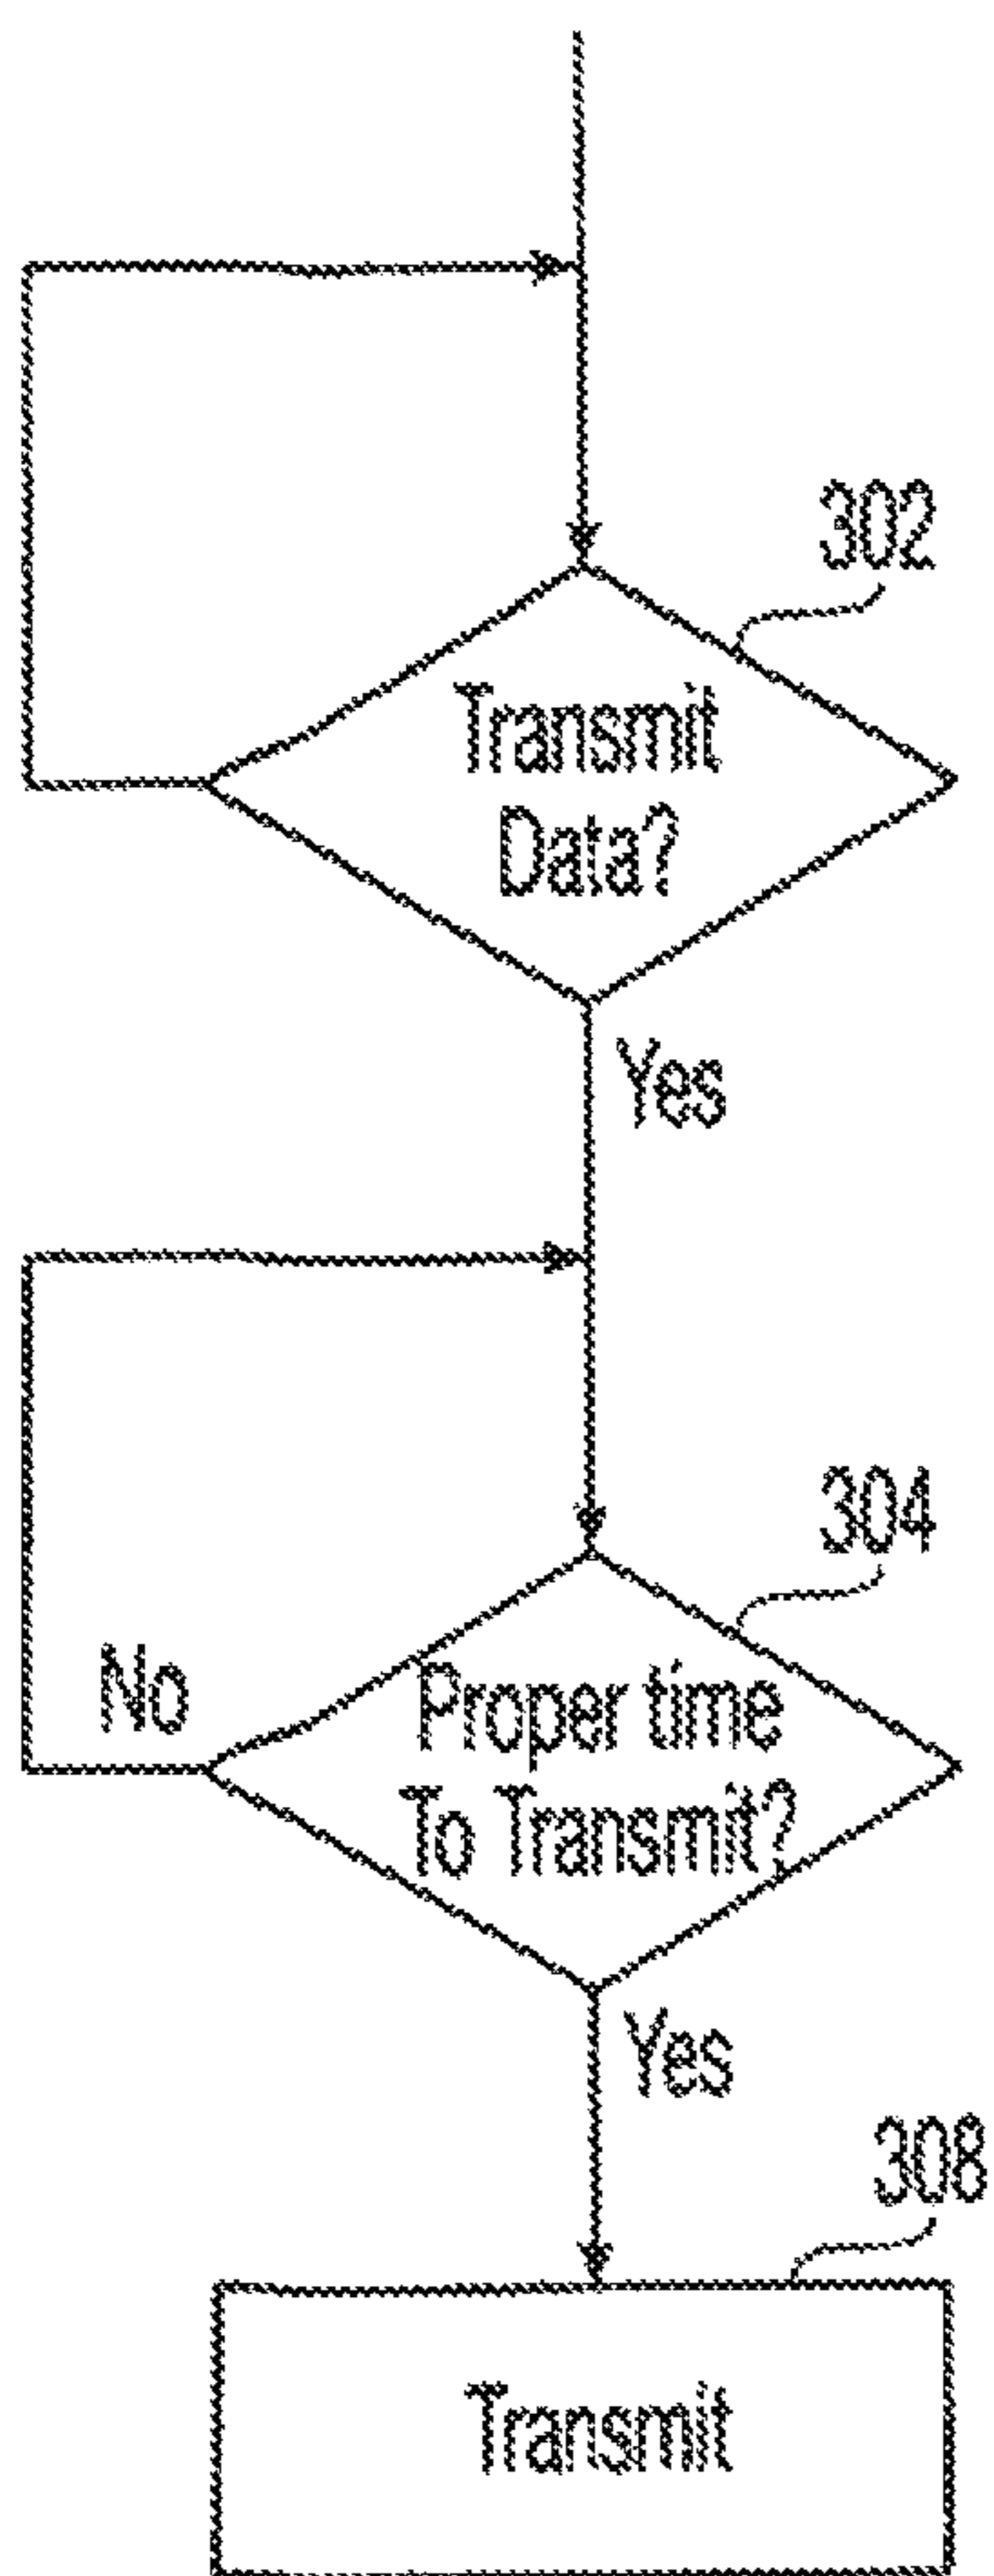 302
Transmit
Data?
Yes
304
No
Proper time
To Transmit?
Yes
308
Transmit